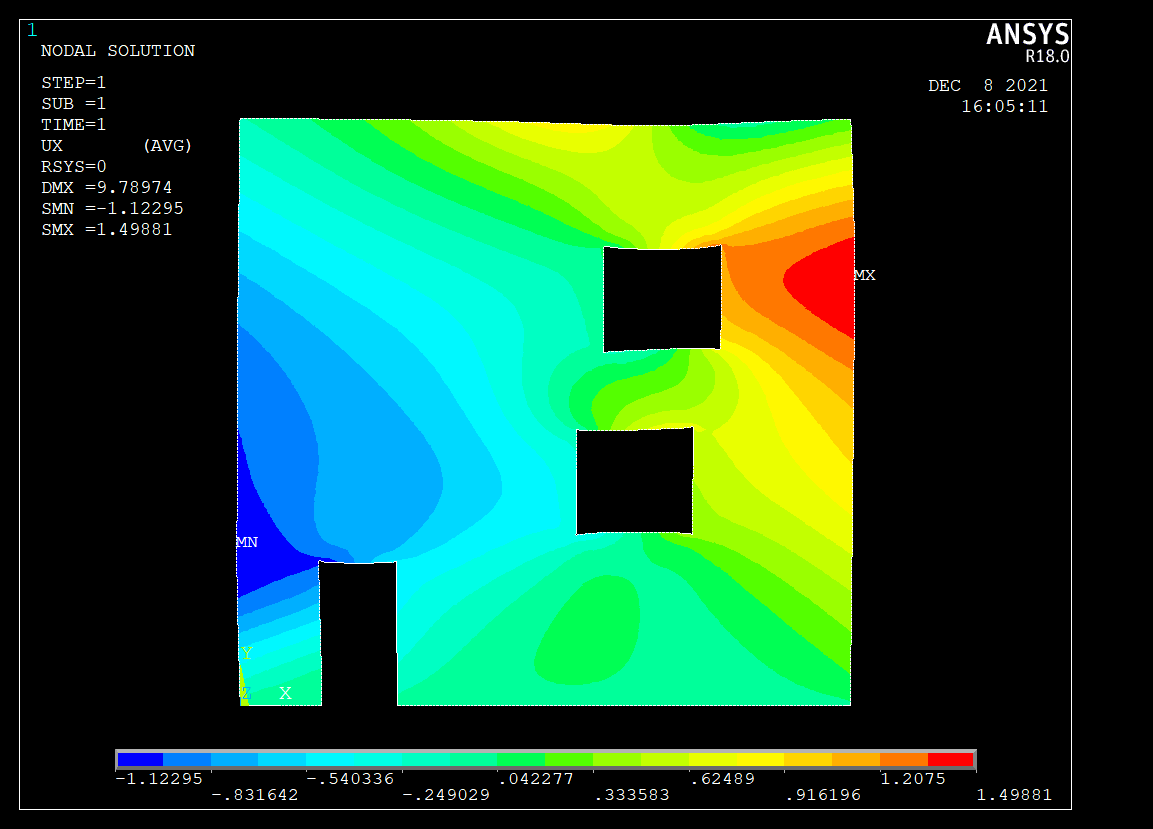 1
ANSYS
R18.0
NODAL SOLUTION
STEP=1
SUB =1
TIME=1
UX (AVG)
RSYS=0
DMX =9.78974
SMN =-1.12295
SMX =1.49881
DEC 8 2021
16:05:11
MX
MN
Y
Z X
-1.12295 -.540336 .042277 .62489 1.2075
-.831642 -.249029 .333583 .916196 1.49881